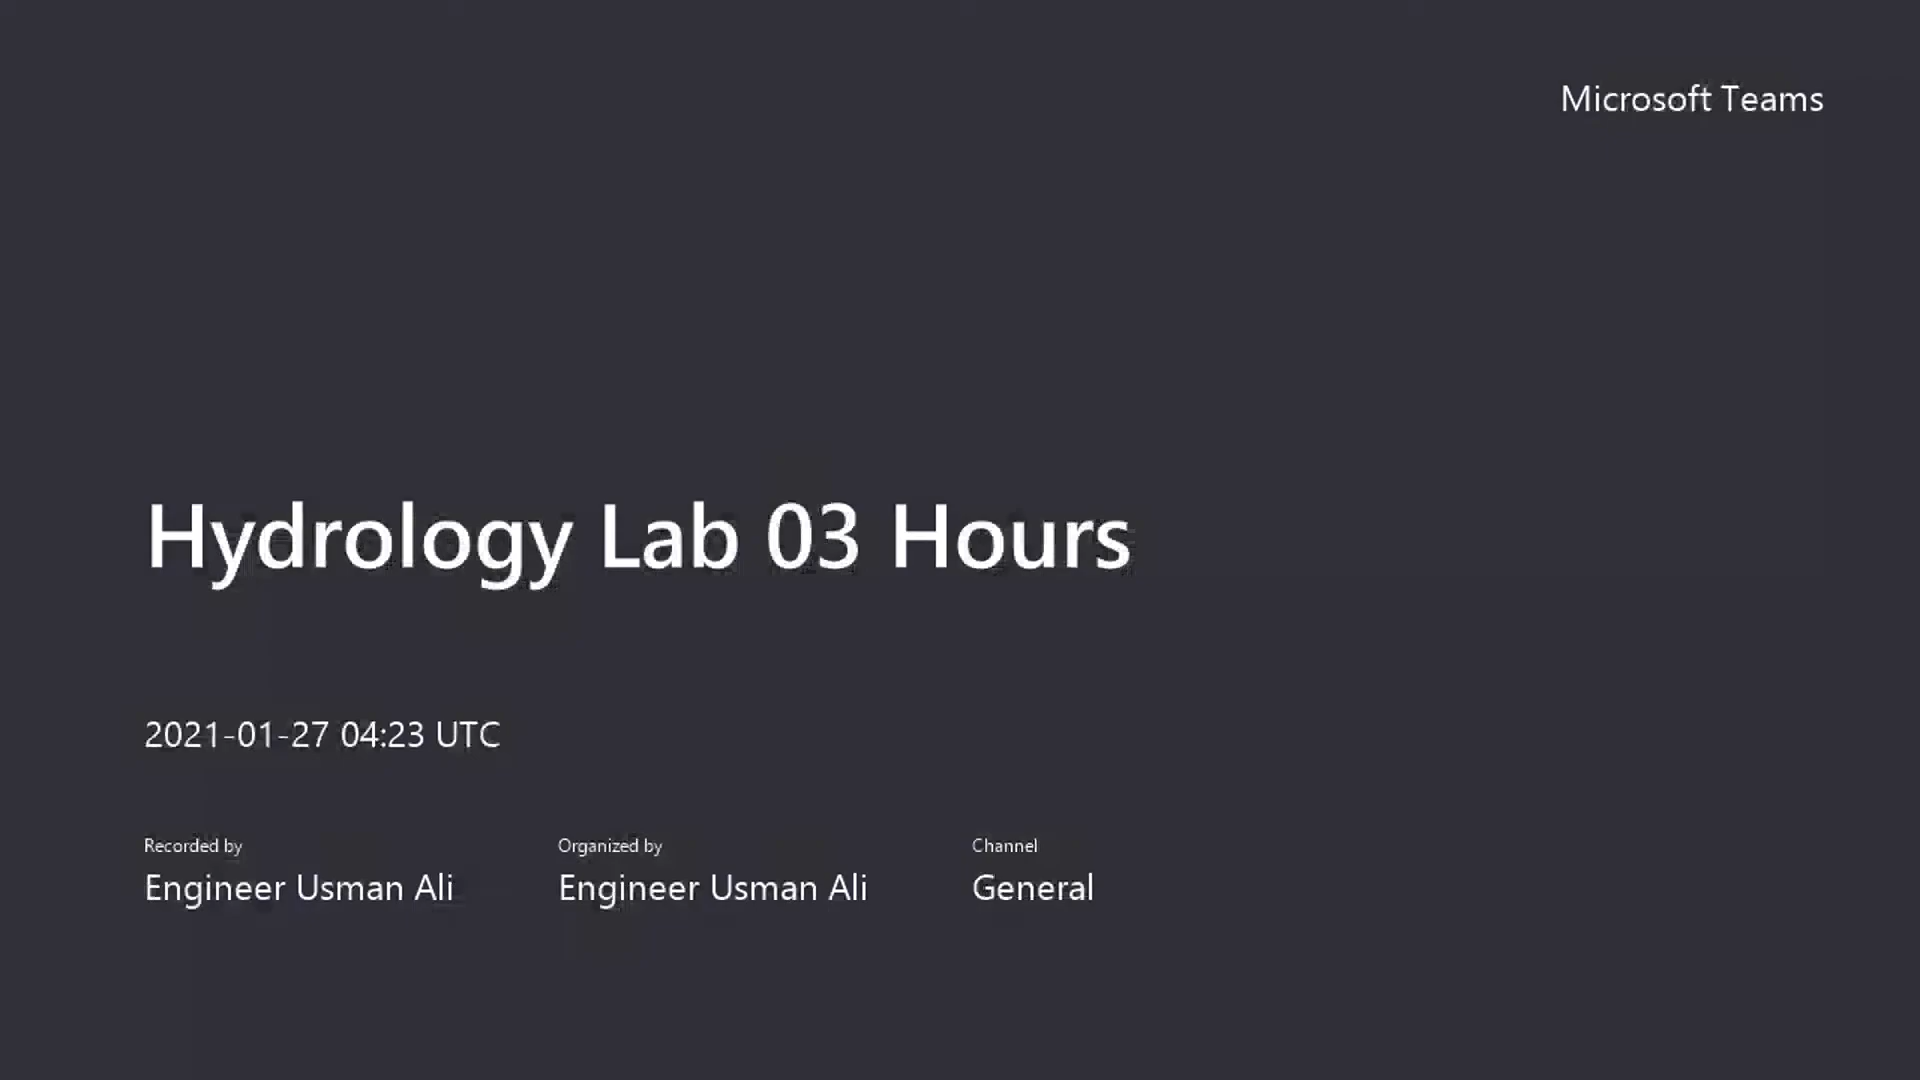 Microsoft Teams
Hydrology Lab 03 Hours
2021-01-27 04:23 UTC
Recorded by
Engineer Usman Ali
Organized by
Engineer Usman Ali
Channel
General